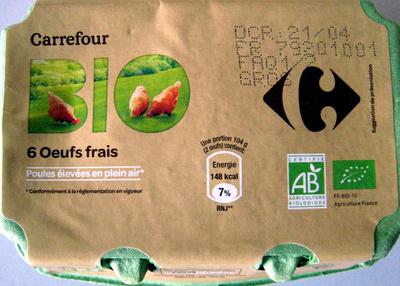 Carrefour
BIO
6 Oeufs frais
Poules élevées en plein air*
* Conformément à la réglementation en vigueur
DCR:21/04
FR 79201001
GROS
Suggestion de présentation
Une portion 104 g
(2 oeufs) contient:
Energie
148 kcal
7%
RNJ**
CERTIFIÉ
AB
AGRICULTURE
BIOLOGIQUE
FR-BIO-10
Agriculture France